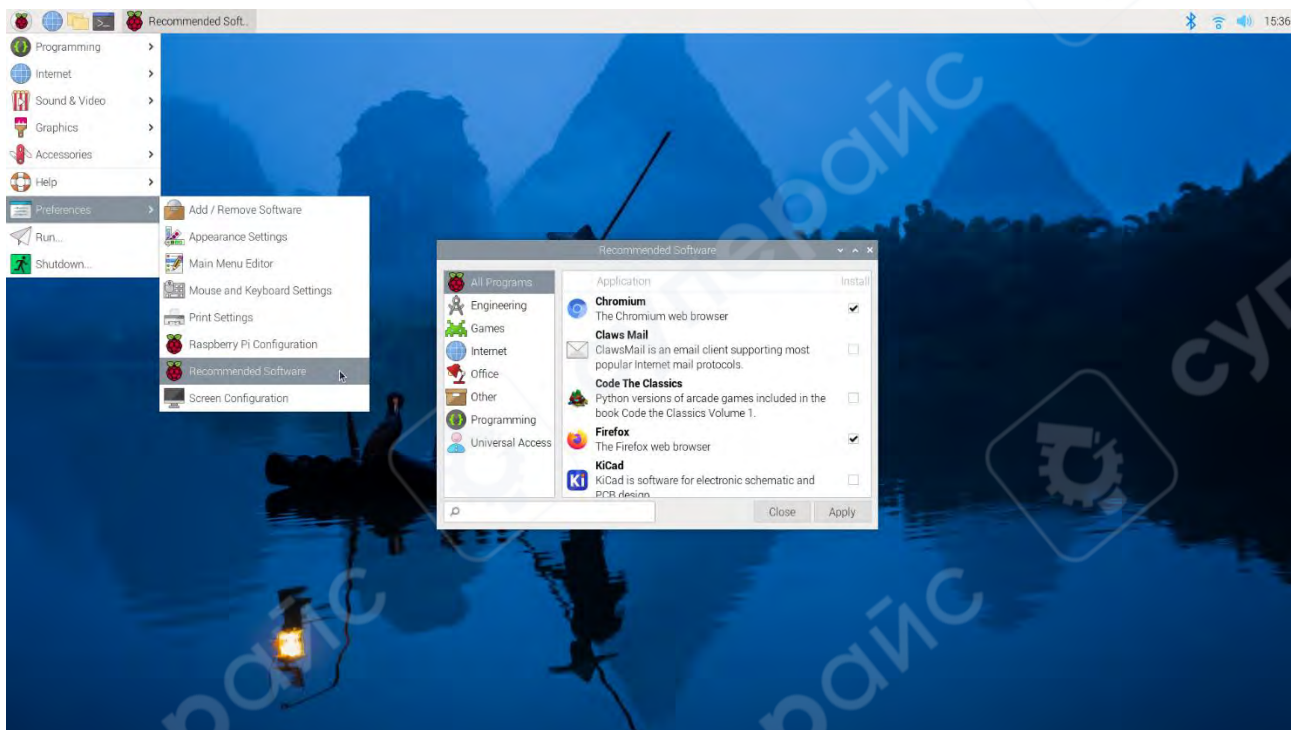 Recommended Soft..
15:36
Programming
Internet
Sound & Video
Graphics
Accessories
Help
Preferences
Run...
Shutdown...
Add / Remove Software
Appearance Settings
Main Menu Editor
Mouse and Keyboard Settings
Print Settings
Raspberry Pi Configuration
Recommended Software
Screen Configuration
Recommended Software
All Programs
Engineering
Games
Internet
Office
Other
Programming
Universal Access
Application Install
Chromium
The Chromium web browser
Claws Mail
ClawsMail is an email client supporting most
popular Internet mail protocols.
Code The Classics
Python versions of arcade games included in the
book Code the Classics Volume 1.
Firefox
The Firefox web browser
KiCad
Ki
KiCad is software for electronic schematic and
PCB design
Close Apply
суперайс